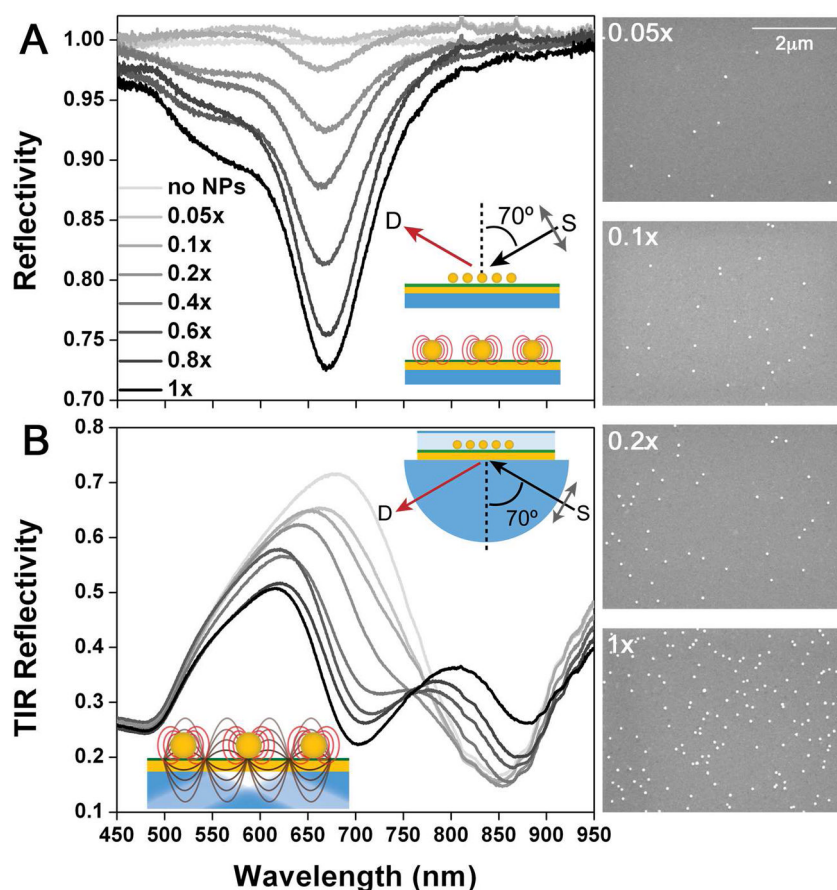 A
1.00
0.95
0.90
0.85
0.80
0.75
0.70
Reflectivity
no NPs
0.05x
0.1x
0.2x
0.4x
0.6x
0.8x
1x
D
70º
S
B
0.8
0.7
0.6
0.5
0.4
0.3
0.2
0.1
TIR Reflectivity
D
70º
S
450 500 550 600 650 700 750 800 850 900 950
Wavelength (nm)
0.05x
2μm
0.1x
0.2x
1x